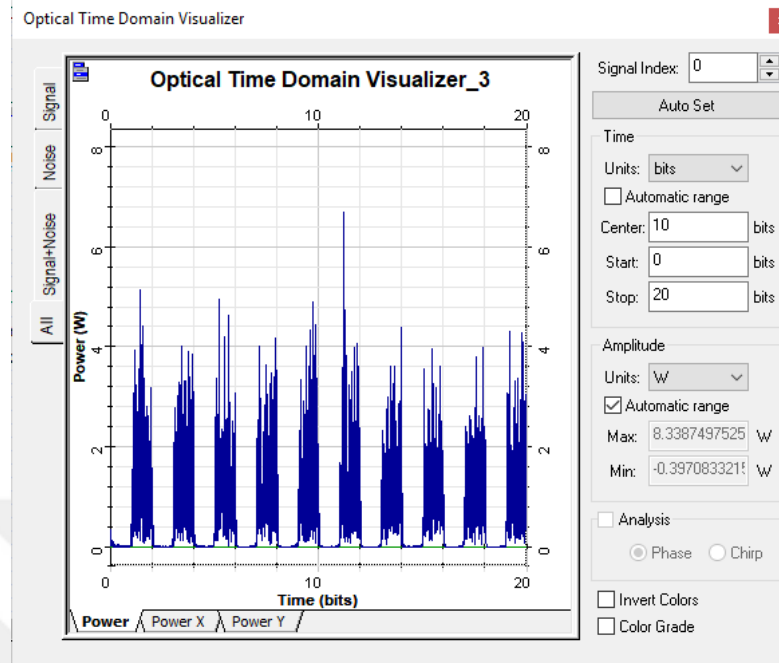 Optical Time Domain Visualizer
Optical Time Domain Visualizer_3
Signal
Noise
Signal+Noise
All
0 10 20
8 8
6 6
4 4
2 2
0 0
Power (W)
0 10 20
Time (bits)
Power Power X Power Y
Signal Index: 0
Auto Set
Time
Units: bits
Automatic range
Center: 10 bits
Start: 0 bits
Stop: 20 bits
Amplitude
Units: W
Automatic range
Max: 8.3387497525 W
Min: -0.397083321 W
Analysis
Phase Chirp
Invert Colors
Color Grade